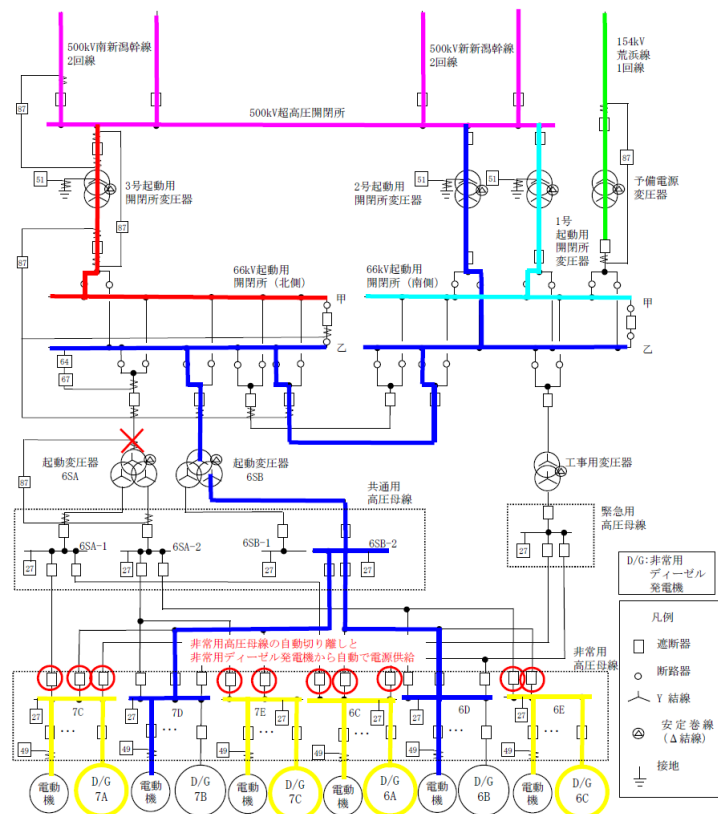 500kV南新潟幹線
2回線
500kV新新潟幹線
2回線
154kV
荒浜線
1回線
87
500kV超高圧開閉所
87
51
3号起動用
開閉所変圧器
51
2号起動用
開閉所変圧器
51
予備電源
変圧器
1号
起動用
開閉所
変圧器
87
87
66kV起動用
開閉所（北側）
66kV起動用
開閉所（南側）
甲
甲
乙
乙
64
67
起動変圧器
6SA
起動変圧器
6SB
工事用変圧器
87
共通用
高圧母線
緊急用
高圧母線
6SA-1
6SA-2
6SB-1
6SB-2
27
27
27
27
27
D/G:非常用
ディーゼル
発電機
凡例
遮断器
断路器
Y 結線
安定巻線
(Δ結線)
接地
非常用高圧母線の自動切り離しと
非常用ディーゼル発電機から自動で電源供給
非常用
高圧母線
7C
7D
7E
6C
6D
6E
27
27
27
27
27
27
…
…
…
…
…
…
49
49
49
49
49
49
電動
機
D/G
7A
電動
機
D/G
7B
電動
機
D/G
7C
電動
機
D/G
6A
電動
機
D/G
6B
電動
機
D/G
6C